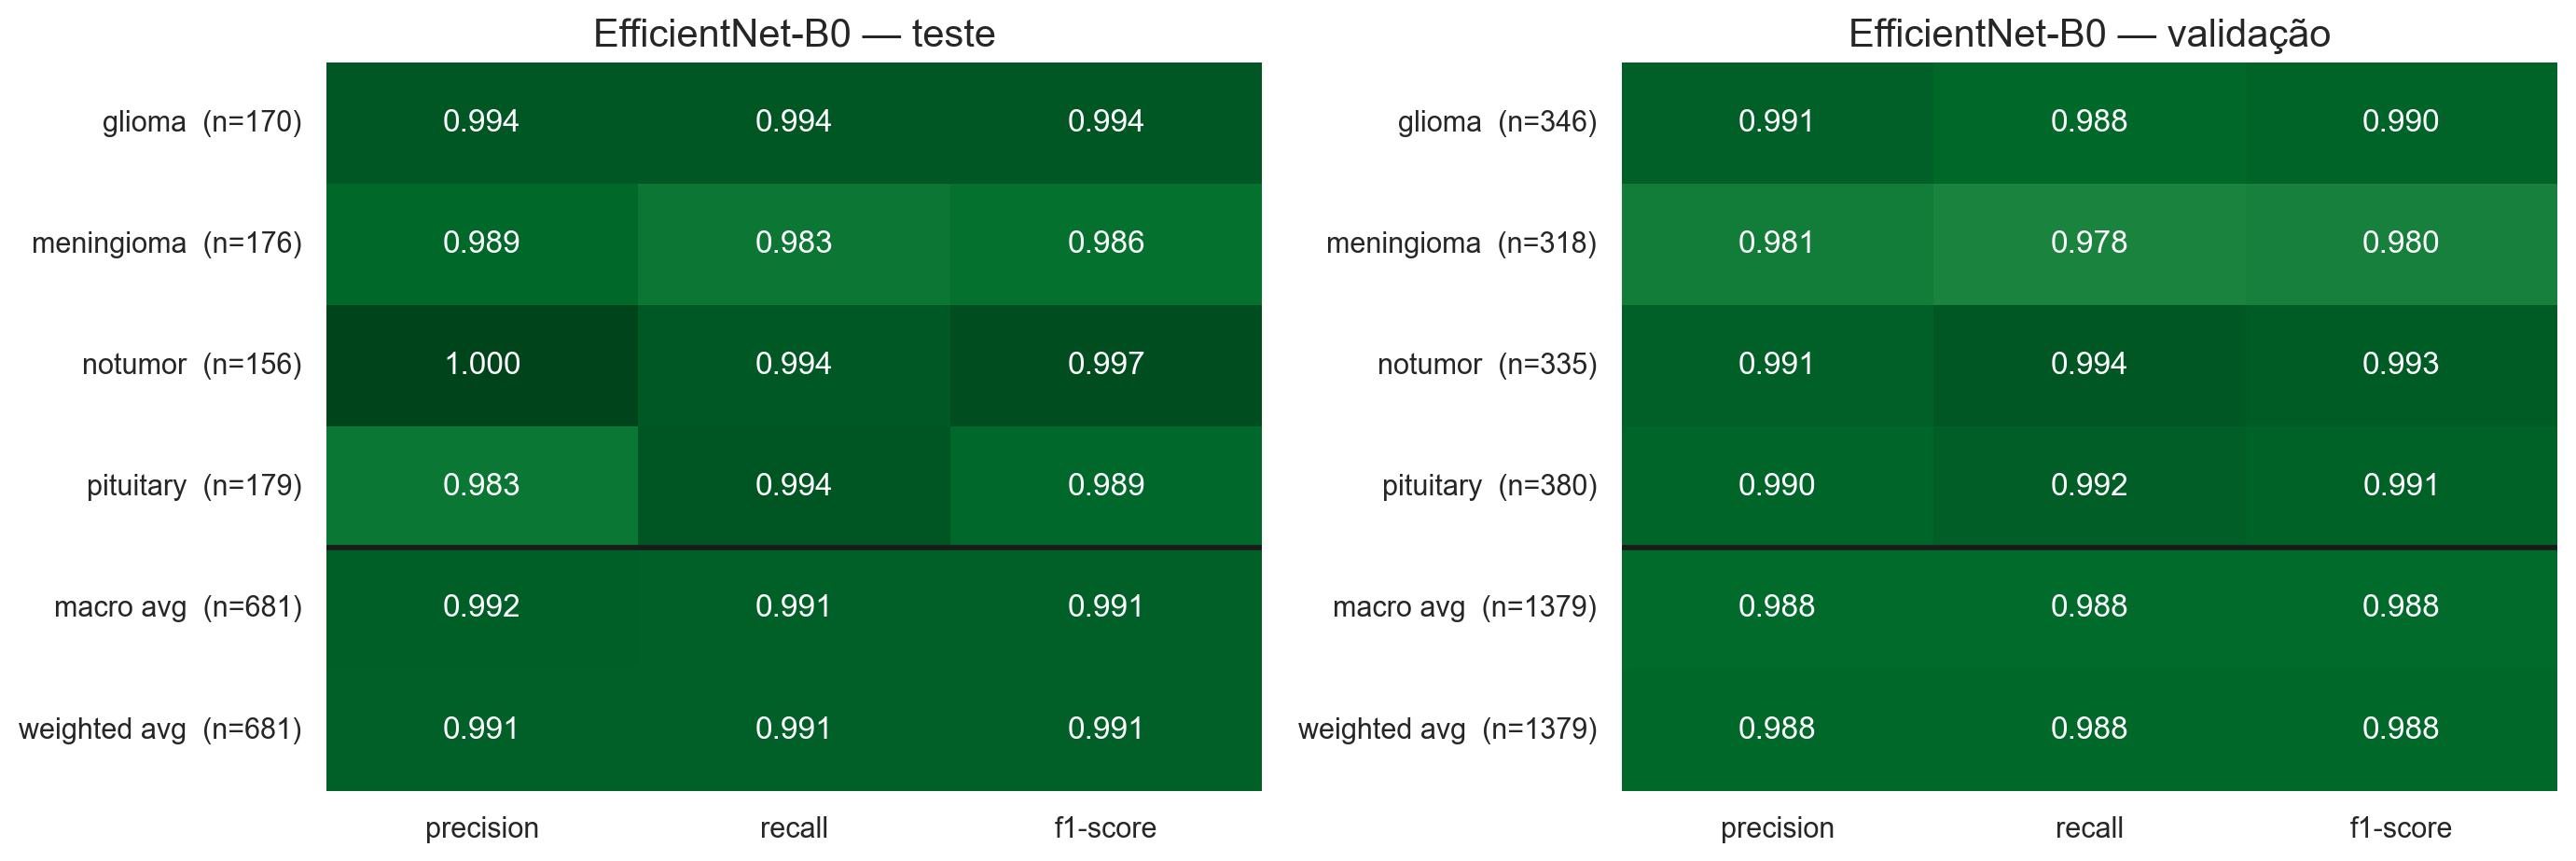 EfficientNet-B0 — teste
glioma (n=170) 0.994 0.994 0.994
meningioma (n=176) 0.989 0.983 0.986
notumor (n=156) 1.000 0.994 0.997
pituitary (n=179) 0.983 0.994 0.989
macro avg (n=681) 0.992 0.991 0.991
weighted avg (n=681) 0.991 0.991 0.991
precision recall f1-score
EfficientNet-B0 — validação
glioma (n=346) 0.991 0.988 0.990
meningioma (n=318) 0.981 0.978 0.980
notumor (n=335) 0.991 0.994 0.993
pituitary (n=380) 0.990 0.992 0.991
macro avg (n=1379) 0.988 0.988 0.988
weighted avg (n=1379) 0.988 0.988 0.988
precision recall f1-score